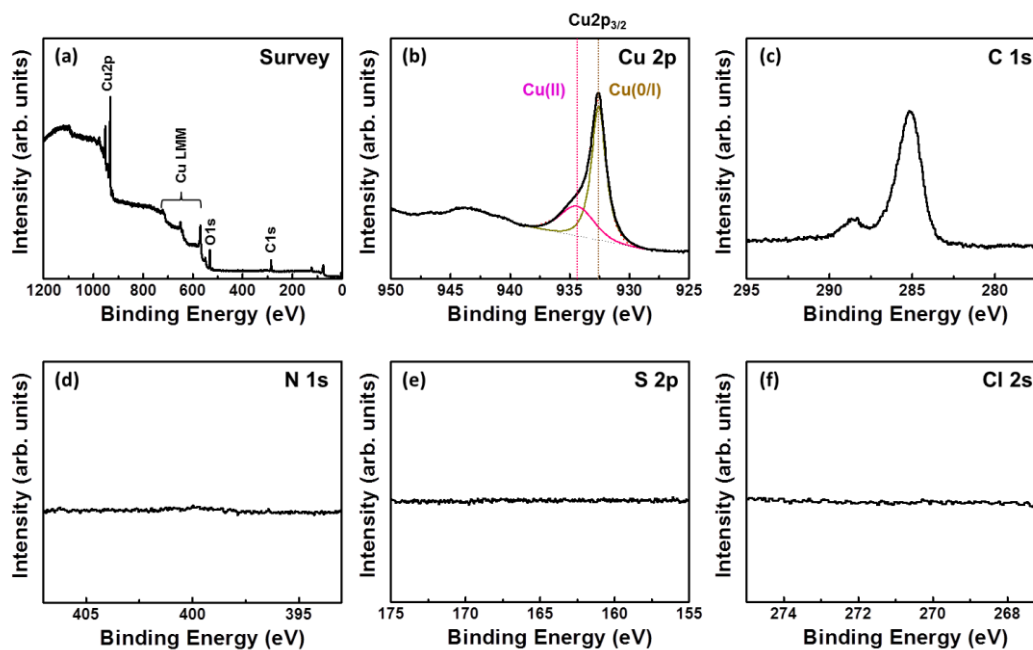 Cu2p3/2
(a)
Survey
Cu2p
Cu LMM
O1s
C1s
Intensity (arb. units)
1200 1000 800 600 400 200 0
Binding Energy (eV)
(b)
Cu 2p
Cu(II)
Cu(0/I)
Intensity (arb. units)
950 945 940 935 930 925
Binding Energy (eV)
(c)
C 1s
Intensity (arb. units)
295 290 285 280
Binding Energy (eV)
(d)
N 1s
Intensity (arb. units)
405 400 395
Binding Energy (eV)
(e)
S 2p
Intensity (arb. units)
175 170 165 160 155
Binding Energy (eV)
(f)
Cl 2s
Intensity (arb. units)
274 272 270 268
Binding Energy (eV)